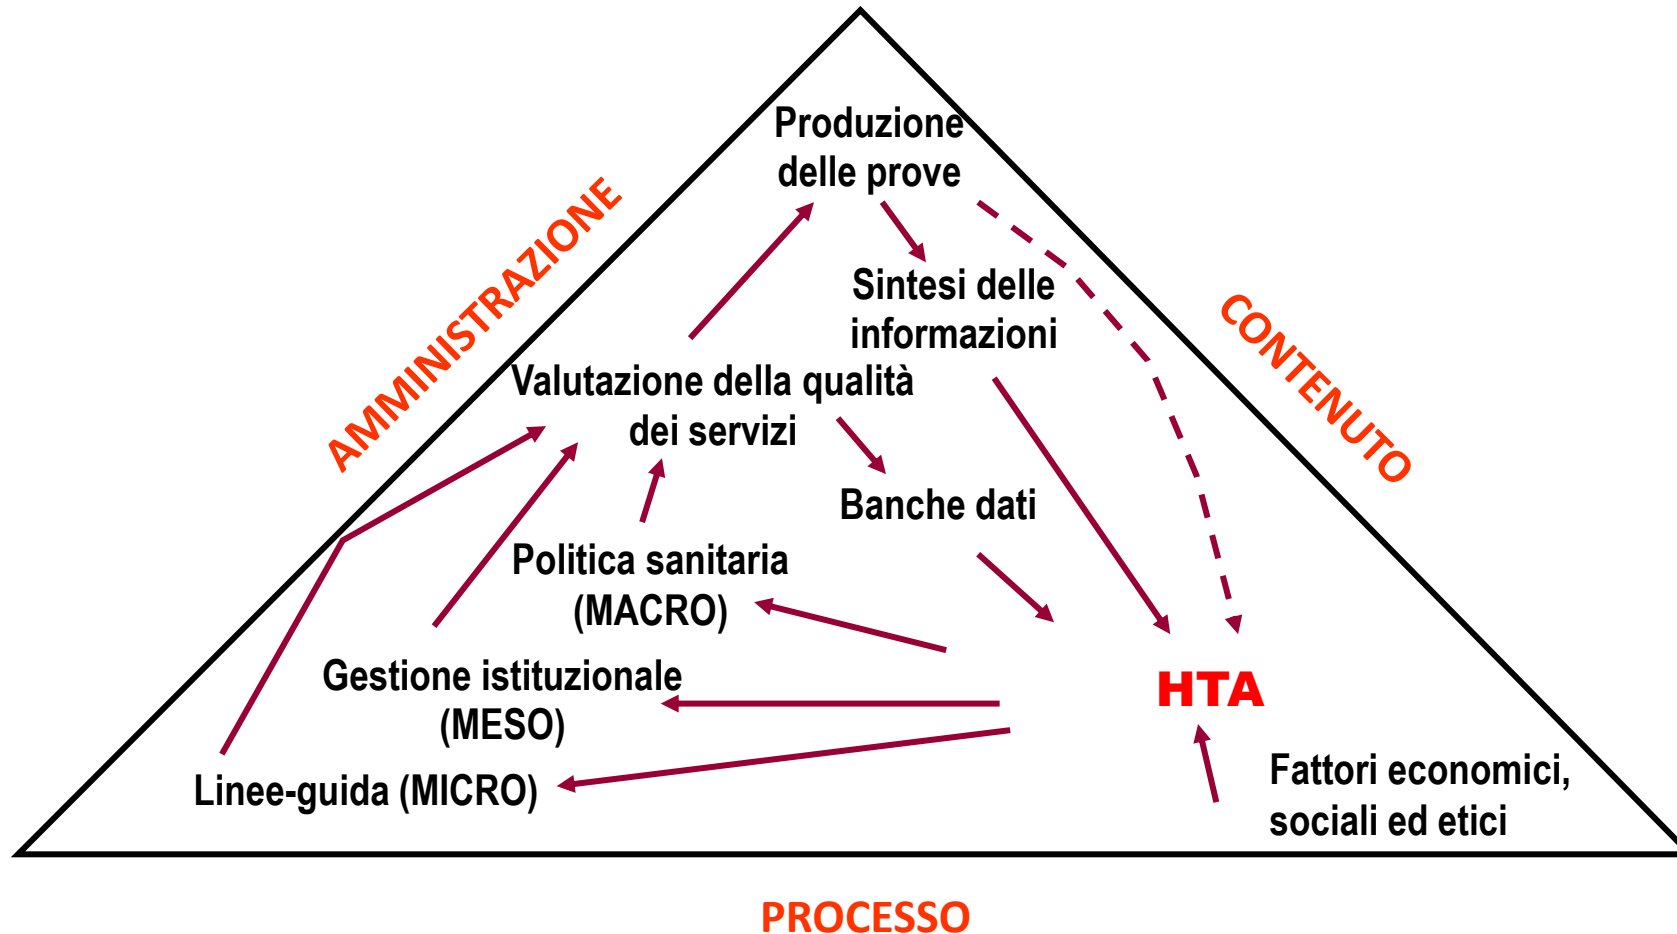 Produzione
delle prove
AMMINISTRAZIONE
Sintesi delle
informazioni
CONTENUTO
Valutazione della qualità
dei servizi
Banche dati
Politica sanitaria
(MACRO)
Gestione istituzionale
(MESO)
HTA
Linee-guida (MICRO)
Fattori economici,
sociali ed etici
PROCESSO